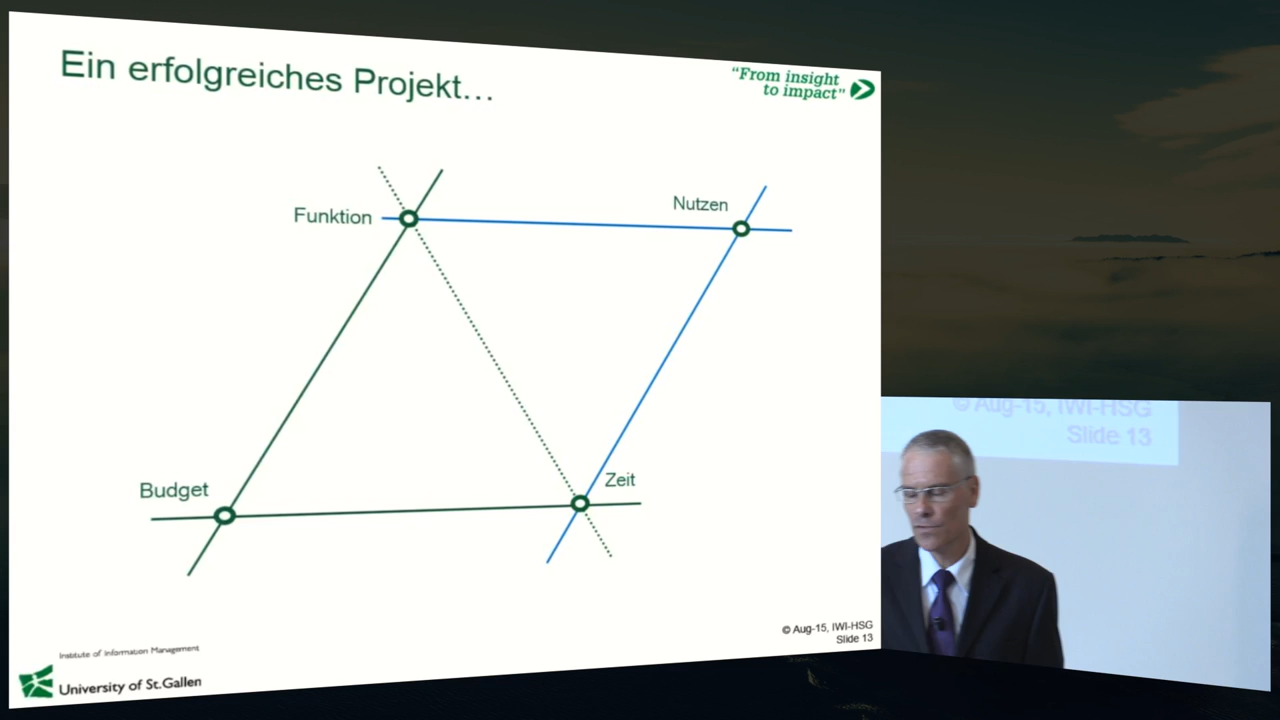 Ein erfolgreiches Projekt…
"From insight
to impact"
Funktion
Nutzen
Budget
Zeit
© Aug-15, IWI-HSG
Slide 13
Institute of Information Management
University of St.Gallen
© Aug-15, IWI-HSG
Slide 13